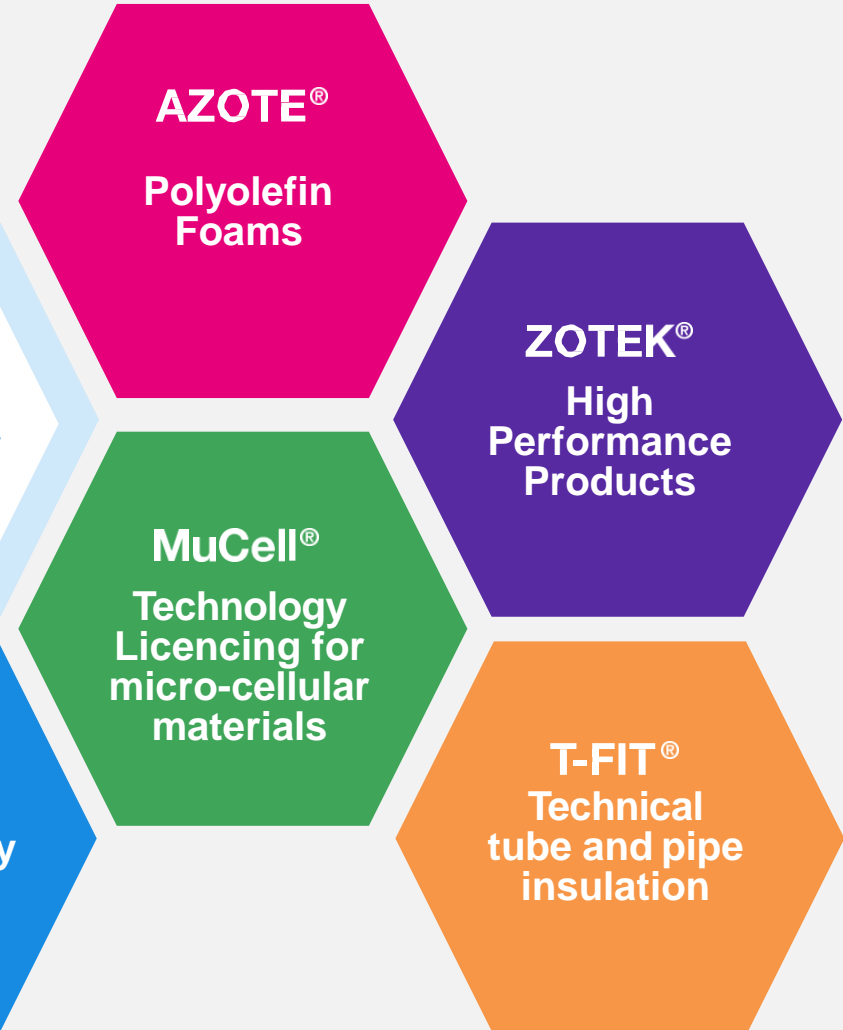 AZOTE®
Polyolefin
Foams
ZOTEK®
High
Performance
Products
MuCell®
Technology
Licencing for
micro-cellular
materials
T-FIT®
Technical
tube and pipe
insulation